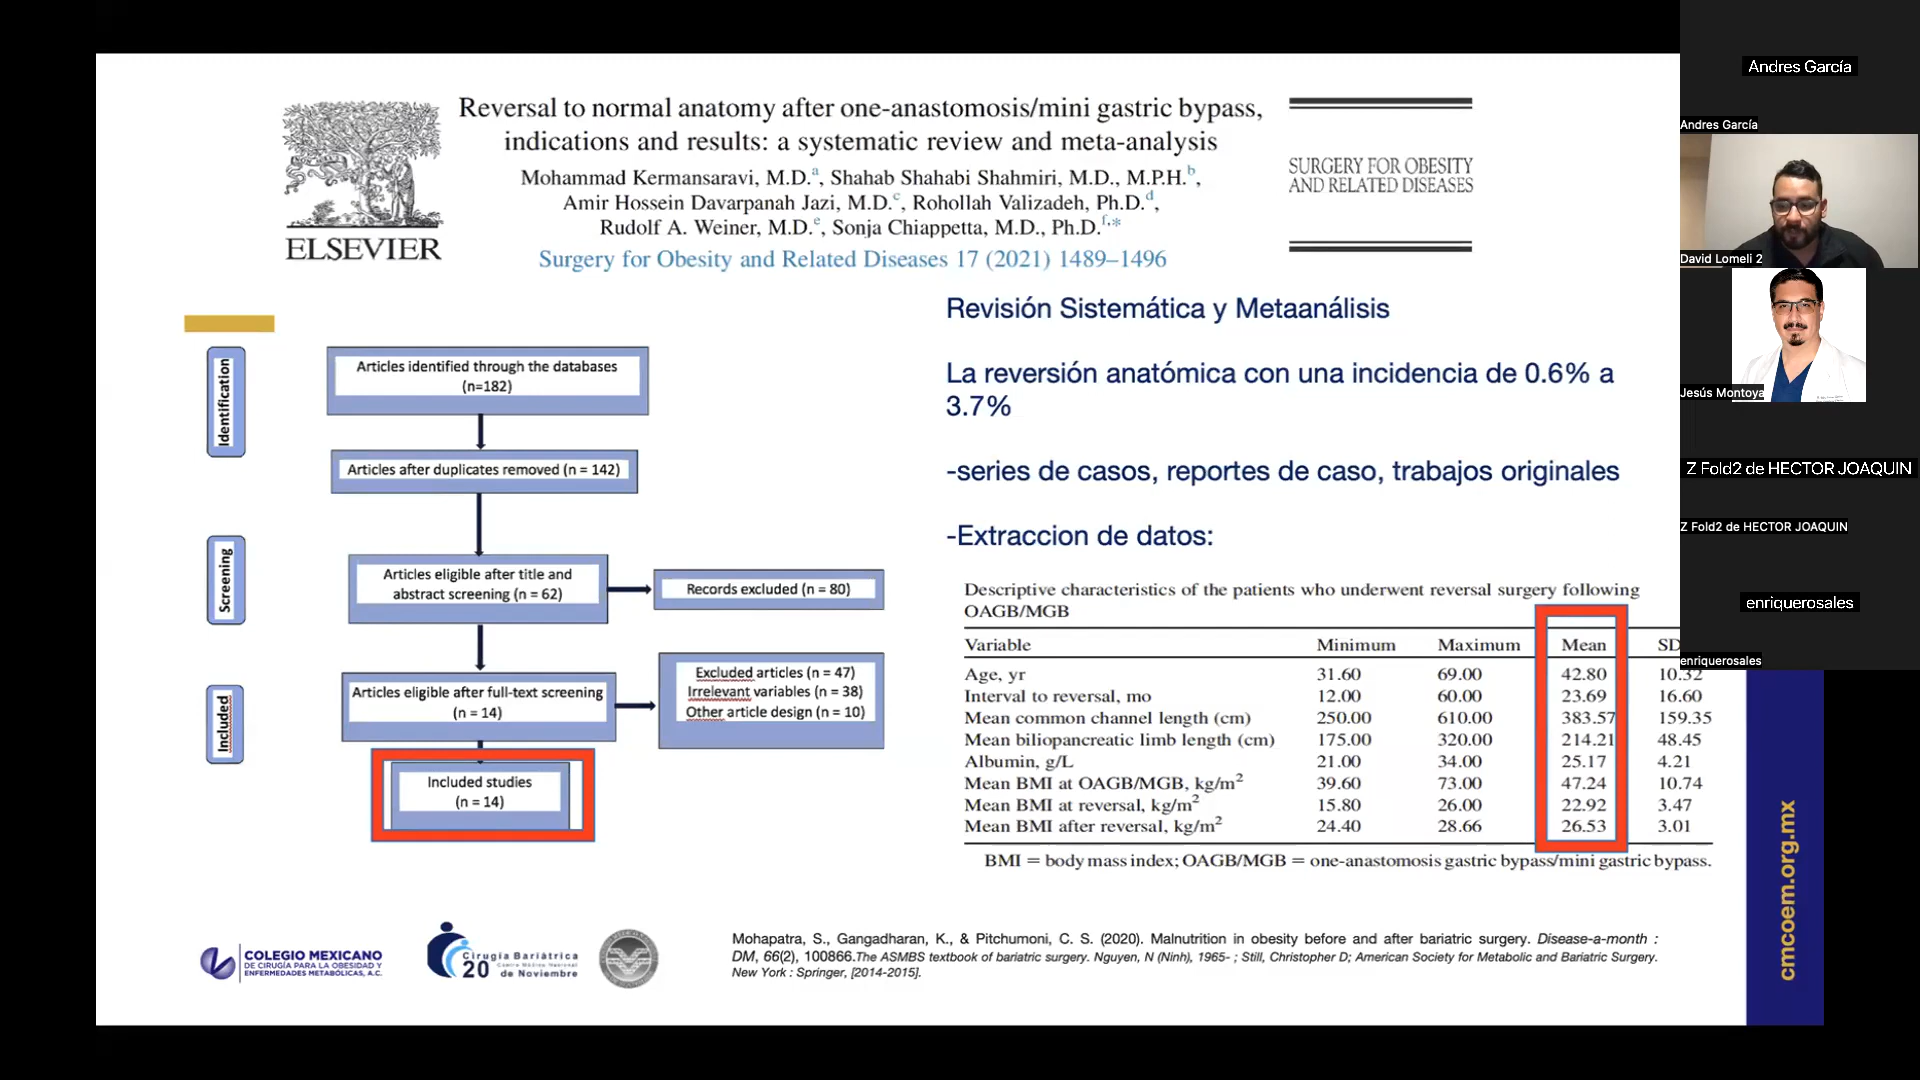 Reversal to normal anatomy after one-anastomosis/mini gastric bypass,
indications and results: a systematic review and meta-analysis
Mohammad Kermansaravi, M.D.a, Shahab Shahabi Shahmiri, M.D., M.P.H.b,
Amir Hossein Davarpanah Jazi, M.D.c, Rohollah Valizadeh, Ph.D.d,
Rudolf A. Weiner, M.D.e, Sonja Chiappetta, M.D., Ph.D.f,*
Surgery for Obesity and Related Diseases 17 (2021) 1489–1496
ELSEVIER
SURGERY FOR OBESITY
AND RELATED DISEASES
Identification
Articles identified through the databases
(n=182)
Articles after duplicates removed (n = 142)
Screening
Articles eligible after title and
abstract screening (n = 62)
Records excluded (n = 80)
Included
Articles eligible after full-text screening
(n = 14)
Excluded articles (n = 47)
Irrelevant variables (n = 38)
Other article design (n = 10)
Included studies
(n = 14)
Revisión Sistemática y Metaanálisis
La reversión anatómica con una incidencia de 0.6% a
3.7%
-series de casos, reportes de caso, trabajos originales
-Extraccion de datos:
Descriptive characteristics of the patients who underwent reversal surgery following
OAGB/MGB
Variable Minimum Maximum Mean SD
Age, yr 31.60 69.00 42.80 10.32
Interval to reversal, mo 12.00 60.00 23.69 16.60
Mean common channel length (cm) 250.00 610.00 383.57 159.35
Mean biliopancreatic limb length (cm) 175.00 320.00 214.21 48.45
Albumin, g/L 21.00 34.00 25.17 4.21
Mean BMI at OAGB/MGB, kg/m2 39.60 73.00 47.24 10.74
Mean BMI at reversal, kg/m2 15.80 26.00 22.92 3.47
Mean BMI after reversal, kg/m2 24.40 28.66 26.53 3.01
BMI = body mass index; OAGB/MGB = one-anastomosis gastric bypass/mini gastric bypass.
COLEGIO MEXICANO
DE CIRUGÍA PARA LA OBESIDAD Y
ENFERMEDADES METABÓLICAS, A.C.
Cirugía Bariátrica
20
Centro Médico Nacional
de Noviembre
Mohapatra, S., Gangadharan, K., & Pitchumoni, C. S. (2020). Malnutrition in obesity before and after bariatric surgery. Disease-a-month :
DM, 66(2), 100866.The ASMBS textbook of bariatric surgery. Nguyen, N (Ninh), 1965- ; Still, Christopher D; American Society for Metabolic and Bariatric Surgery.
New York : Springer, [2014-2015].
cmcoem.org.mx
Andres García
Andres García
David Lomeli 2
Jesús Montoya
Z Fold2 de HECTOR JOAQUIN
Z Fold2 de HECTOR JOAQUIN
enriquerosales
enriquerosales